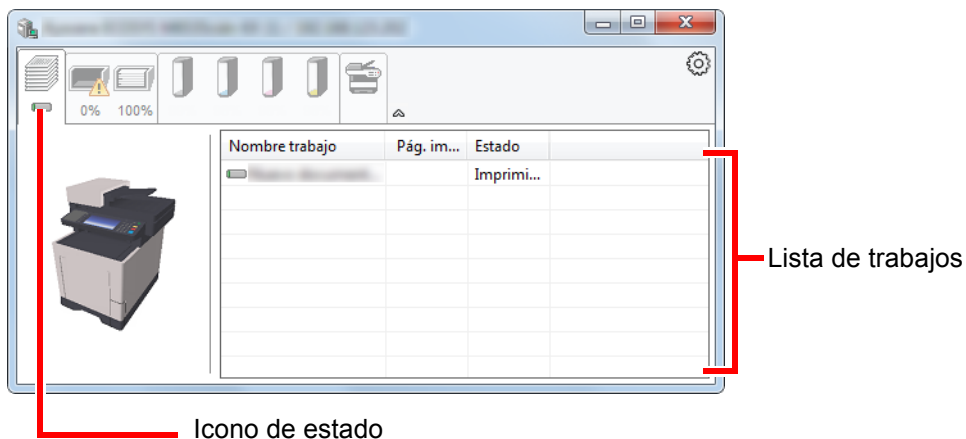 0% 100%
Nombre trabajo Pág. im... Estado
Imprimi...
Lista de trabajos
Icono de estado